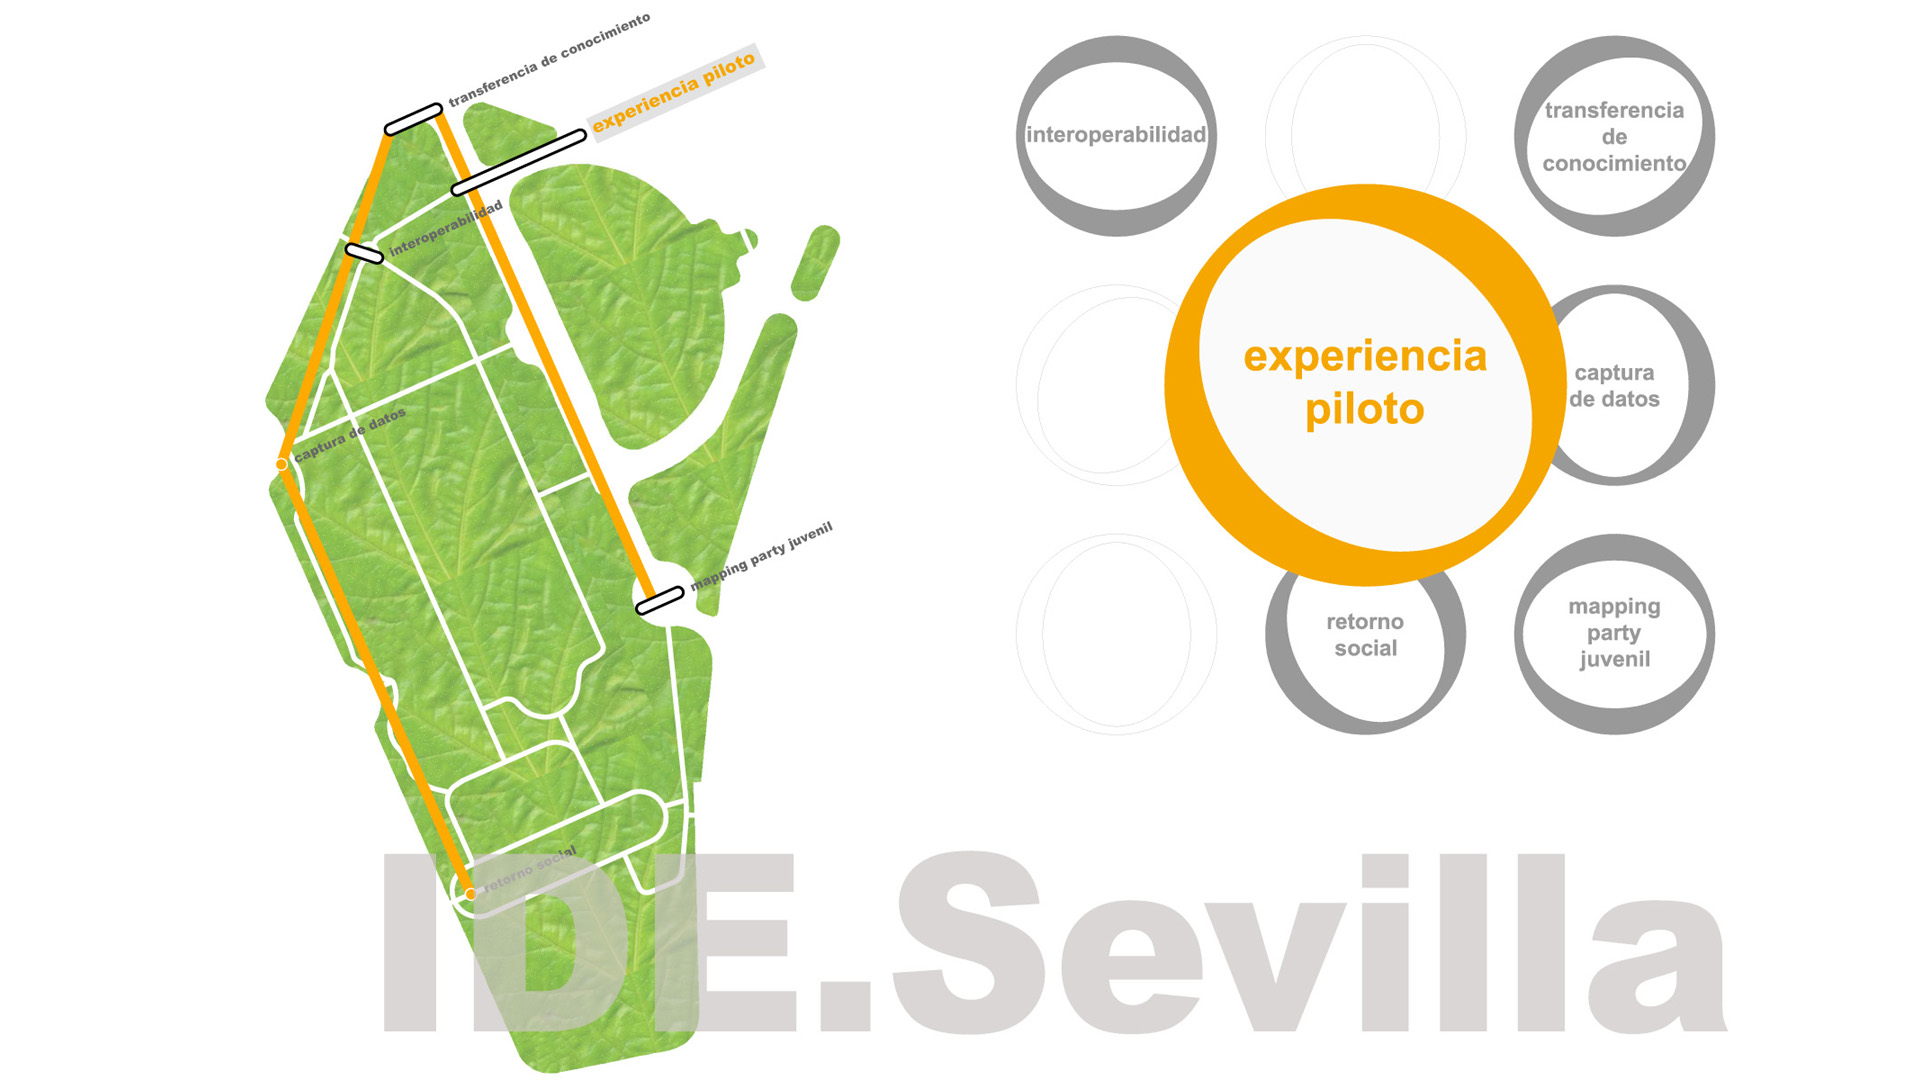 transferencia de conocimiento
experiencia piloto
interoperabilidad
captura de datos
mapping party juvenil
retorno social
interoperabilidad
transferencia
de
conocimiento
experiencia
piloto
captura
de datos
retorno
social
mapping
party
juvenil
IDE.Sevilla